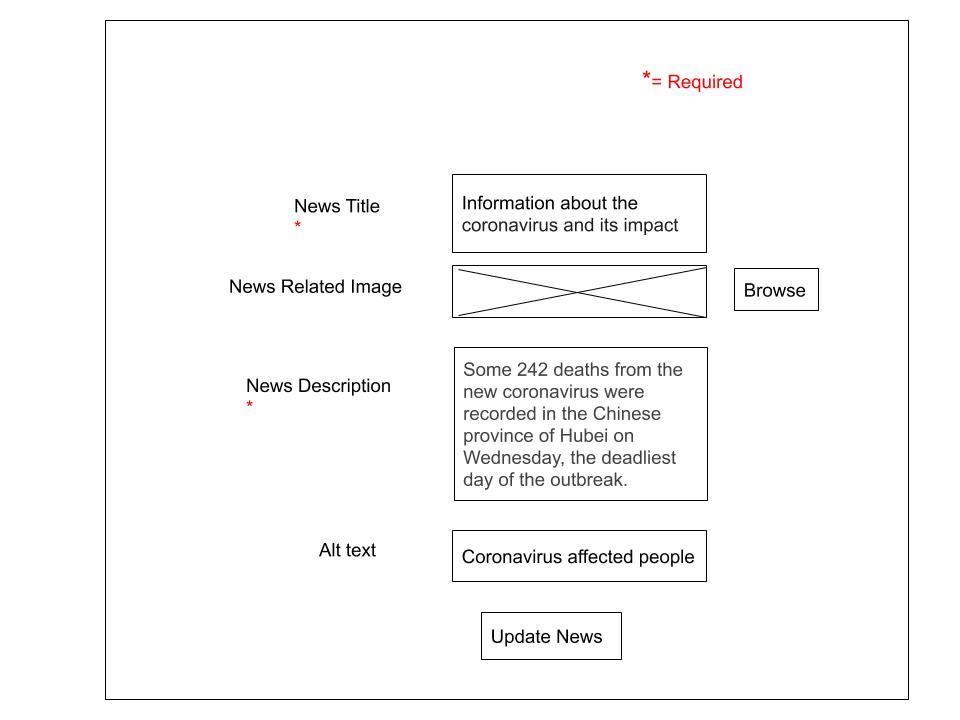 *= Required
News Title
*
Information about the
coronavirus and its impact
News Related Image
Browse
News Description
*
Some 242 deaths from the
new coronavirus were
recorded in the Chinese
province of Hubei on
Wednesday, the deadliest
day of the outbreak.
Alt text
Coronavirus affected people
Update News